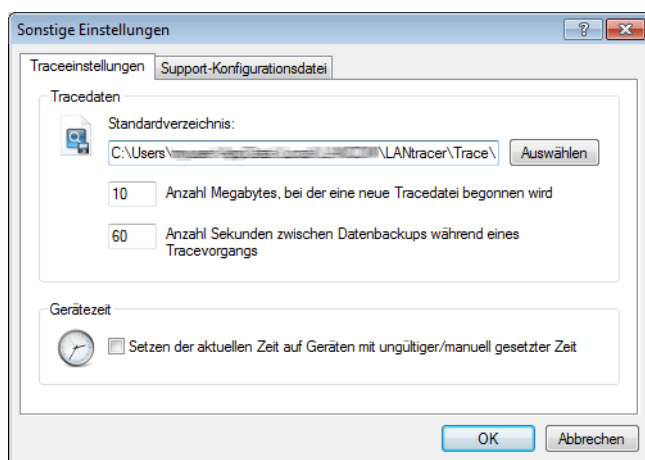 Sonstige Einstellungen
Traceeinstellungen Support-Konfigurationsdatei
Tracedaten
Standardverzeichnis:
C:\Users\ \LANtracer\Trace\ Auswählen
10 Anzahl Megabytes, bei der eine neue Tracedatei begonnen wird
60 Anzahl Sekunden zwischen Datenbackups während eines
Tracevorgangs
Gerätezeit
Setzen der aktuellen Zeit auf Geräten mit ungültiger/manuell gesetzter Zeit
OK Abbrechen